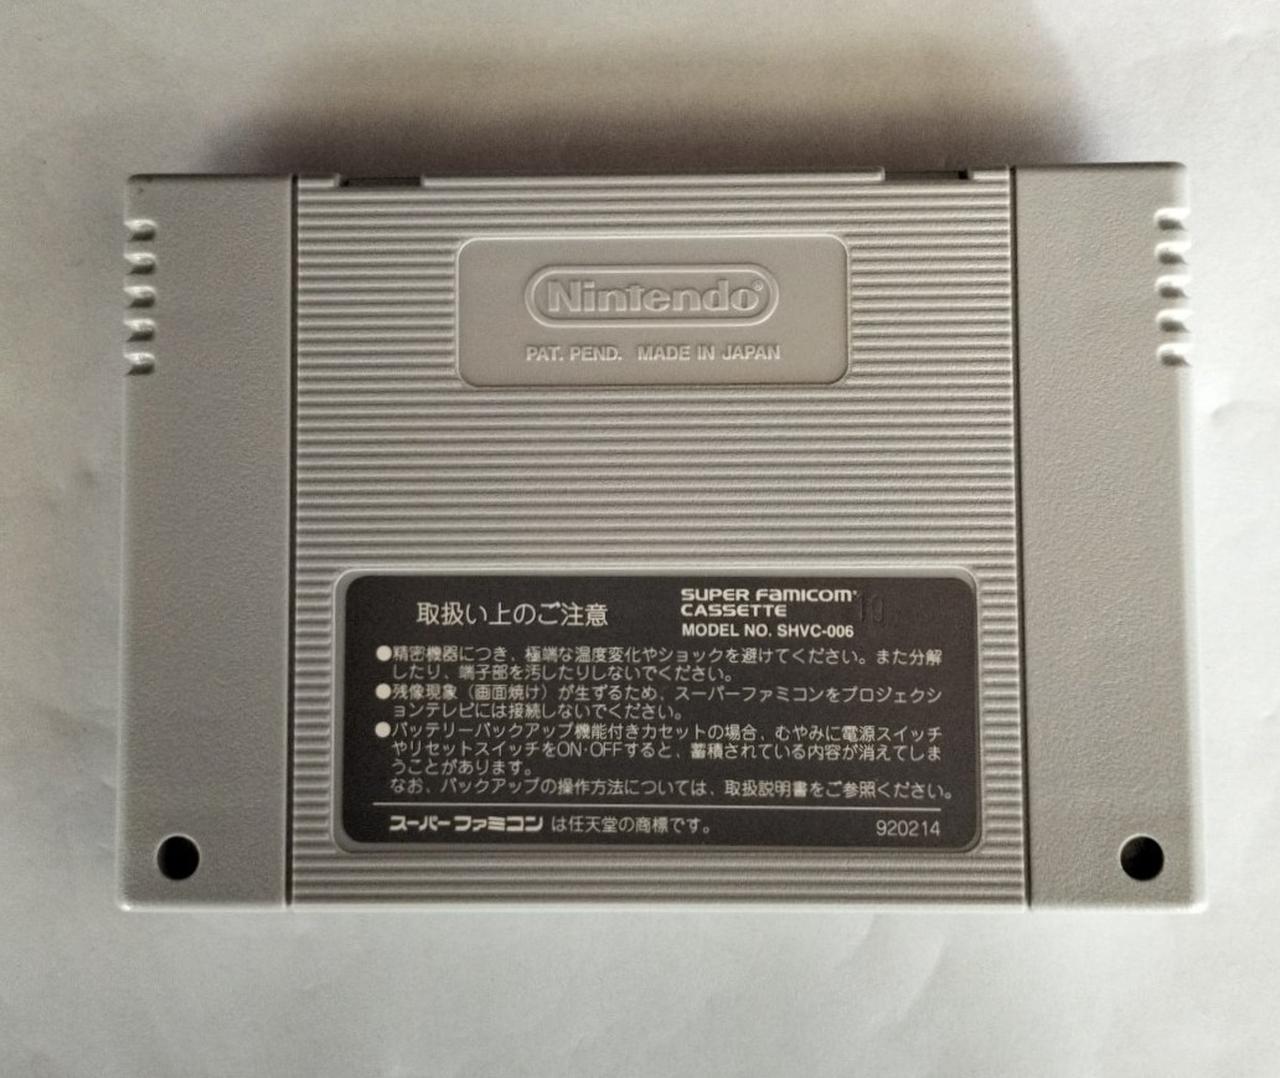 Nintendo®
PAT. PEND. MADE IN JAPAN
取扱い上のご注意
SUPER FAMICOM
CASSETTE
MODEL NO. SHVC-006
19
●精密機器につき、極端な温度変化やショックを避けてください。また分解
したり、端子部を汚したりしないでください。
●残像現象（画面焼け）が生ずるため、スーパーファミコンをプロジェクシ
ョンテレビには接続しないでください。
●バッテリーバックアップ機能付きカセットの場合、むやみに電源スイッチ
やリセットスイッチをON・OFFすると、蓄積されている内容が消えてしま
うことがあります。
なお、バックアップの操作方法については、取扱説明書をご参照ください。
スーパーファミコン は任天堂の商標です。
920214